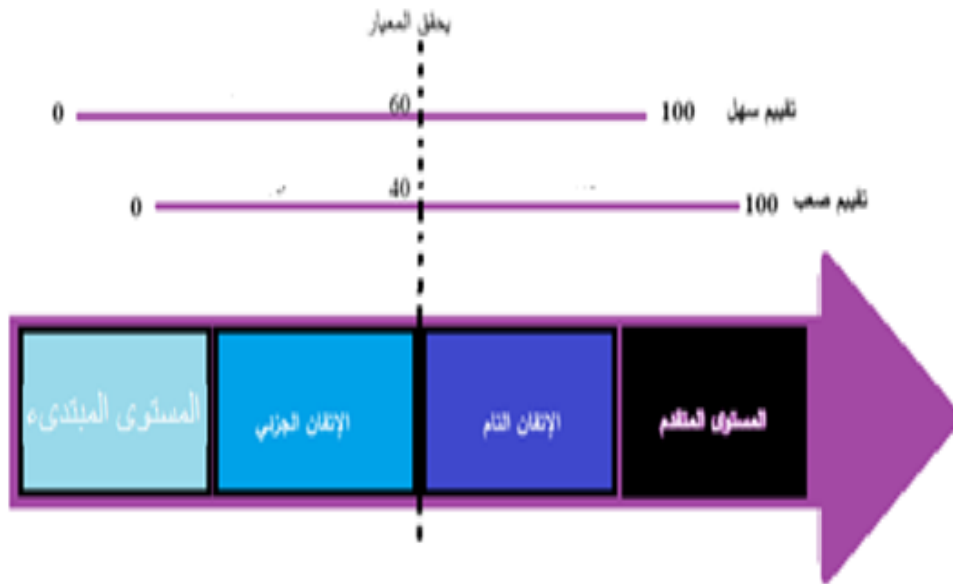 يحقق المعيار
0 60 100 تقييم سهل
0 40 100 تقييم صعب
المستوى المبتدىء
الإتقان الجزئي
الإتقان التام
المستوى المتقدم